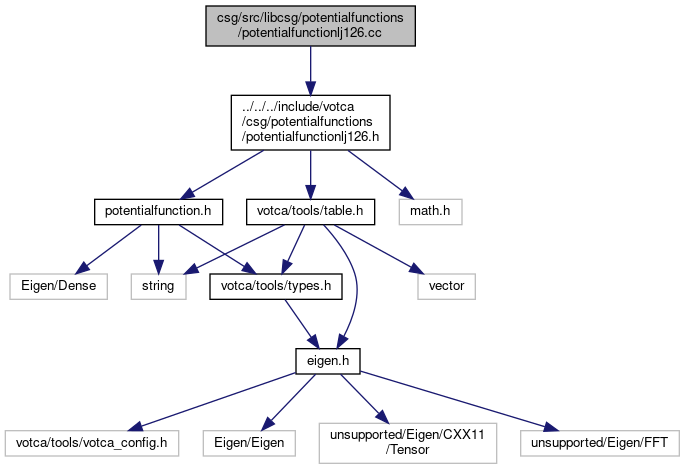 csg/src/libcsg/potentialfunctions
/potentialfunctionlj126.cc
../../../include/votca
/csg/potentialfunctions
/potentialfunctionlj126.h
potentialfunction.h
votca/tools/table.h
math.h
Eigen/Dense
string
votca/tools/types.h
vector
eigen.h
votca/tools/votca_config.h
Eigen/Eigen
unsupported/Eigen/CXX11
/Tensor
unsupported/Eigen/FFT